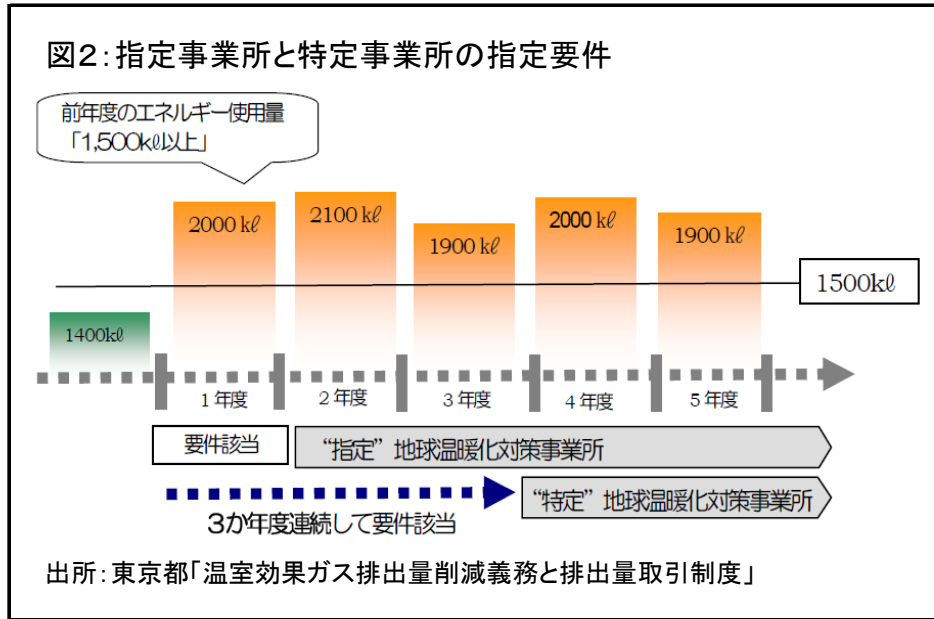 図2：指定事業所と特定事業所の指定要件
前年度のエネルギー使用量
「1,500kℓ以上」
2000 kℓ
2100 kℓ
1900 kℓ
2000 kℓ
1900 kℓ
1500kℓ
1400kℓ
1年度
2年度
3年度
4年度
5年度
要件該当
“指定”地球温暖化対策事業所
3か年度連続して要件該当
“特定”地球温暖化対策事業所
出所：東京都「温室効果ガス排出量削減義務と排出量取引制度」